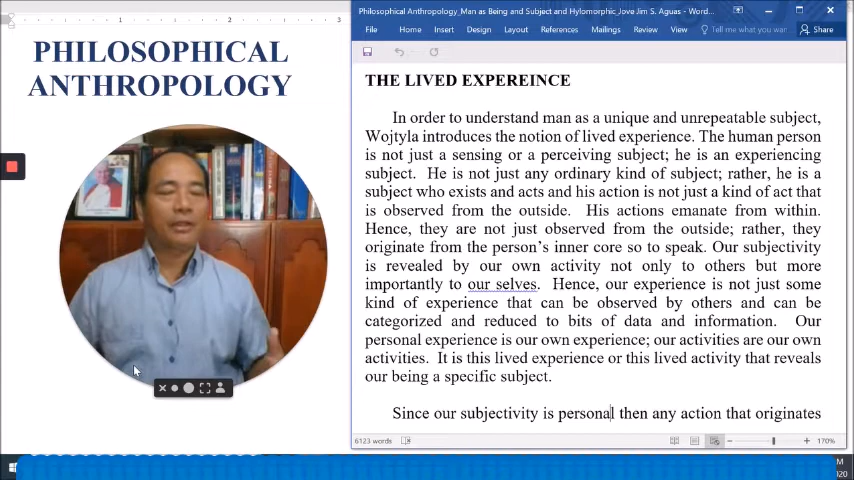 PHILOSOPHICAL
ANTHROPOLOGY
1
2
3
Philosophical Anthropology_Man as Being and Subject and Hylomorphic_Jove Jim S. Aguas - Word...
File Home Insert Design Layout References Mailings Review View Tell me what you want Share
THE LIVED EXPEREINCE
In order to understand man as a unique and unrepeatable subject,
Wojtyla introduces the notion of lived experience. The human person
is not just a sensing or a perceiving subject; he is an experiencing
subject. He is not just any ordinary kind of subject; rather, he is a
subject who exists and acts and his action is not just a kind of act that
is observed from the outside. His actions emanate from within.
Hence, they are not just observed from the outside; rather, they
originate from the person's inner core so to speak. Our subjectivity
is revealed by our own activity not only to others but more
importantly to our selves. Hence, our experience is not just some
kind of experience that can be observed by others and can be
categorized and reduced to bits of data and information. Our
personal experience is our own experience; our activities are our own
activities. It is this lived experience or this lived activity that reveals
our being a specific subject.
Since our subjectivity is personal then any action that originates
6123 words
170%